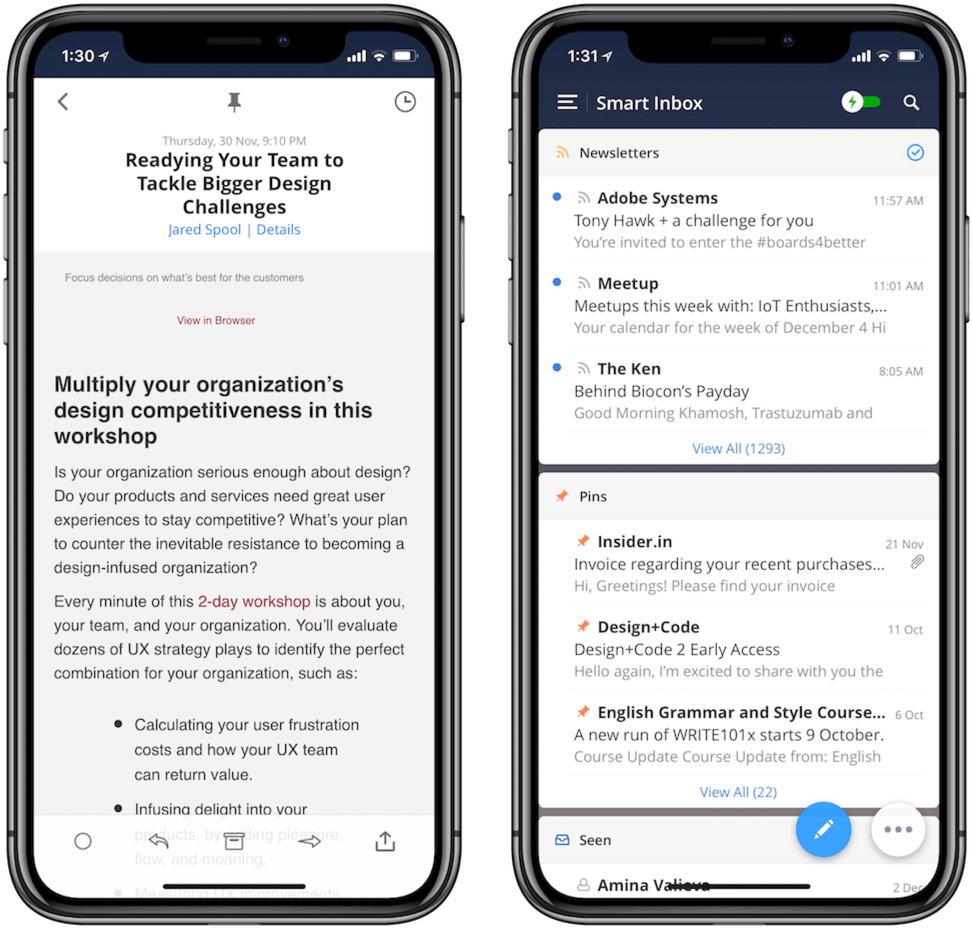 1:30
Thursday, 30 Nov, 9:10 PM
Readying Your Team to
Tackle Bigger Design
Challenges
Jared Spool | Details
Focus decisions on what's best for the customers
View in Browser
Multiply your organization's
design competitiveness in this
workshop
Is your organization serious enough about design?
Do your products and services need great user
experiences to stay competitive? What's your plan
to counter the inevitable resistance to becoming a
design-infused organization?
Every minute of this 2-day workshop is about you,
your team, and your organization. You'll evaluate
dozens of UX strategy plays to identify the perfect
combination for your organization, such as:
• Calculating your user frustration
costs and how your UX team
can return value.
• Infusing delight into your
products, by adding pleasure,
flow, and meaning.
• Measuring UX improvements
1:31
Smart Inbox
Newsletters
Adobe Systems 11:57 AM
Tony Hawk + a challenge for you
You're invited to enter the #boards4better
Meetup 11:01 AM
Meetups this week with: IoT Enthusiasts,...
Your calendar for the week of December 4 Hi
The Ken 8:05 AM
Behind Biocon's Payday
Good Morning Khamosh, Trastuzumab and
View All (1293)
Pins
Insider.in 21 Nov
Invoice regarding your recent purchases...
Hi, Greetings! Please find your invoice
Design+Code 11 Oct
Design+Code 2 Early Access
Hello again, I'm excited to share with you the
English Grammar and Style Course... 6 Oct
A new run of WRITE101x starts 9 October.
Course Update Course Update from: English
View All (22)
Seen
Amina Valieva 2 Dec